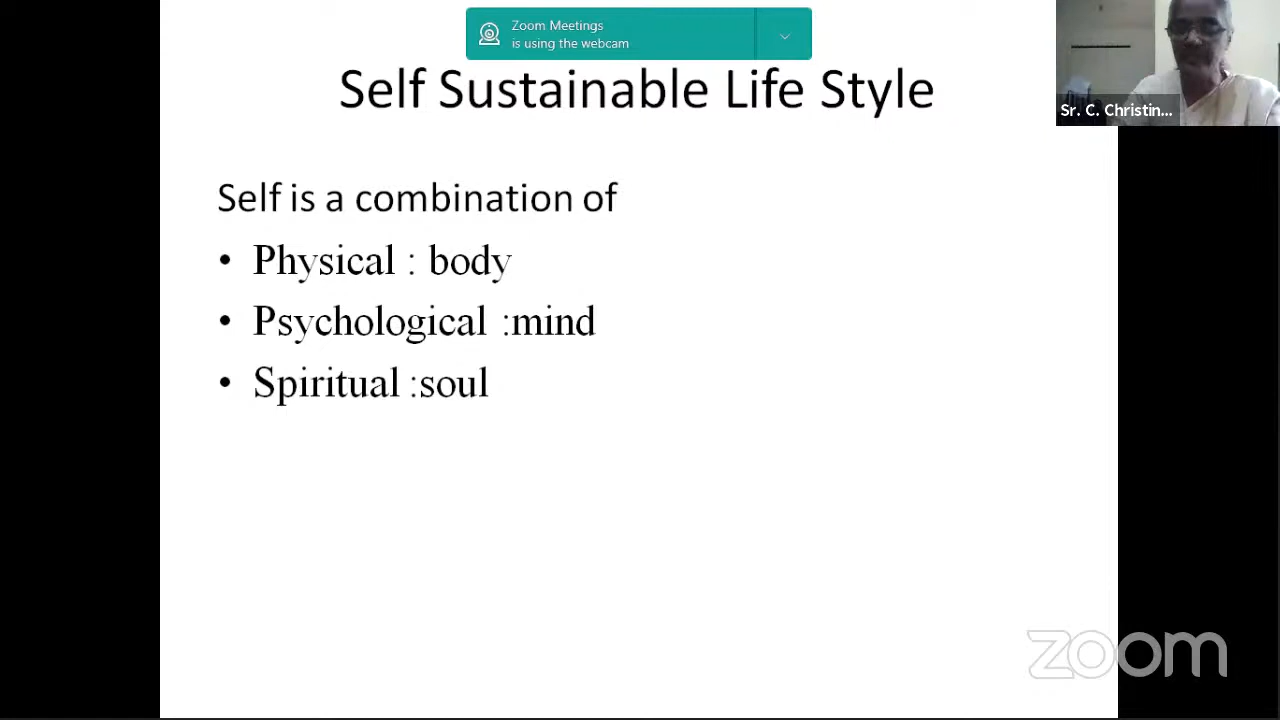 Zoom Meetings
is using the webcam
Self Sustainable Life Style
Sr. C. Christin...
Self is a combination of
• Physical : body
• Psychological :mind
• Spiritual :soul
zoom